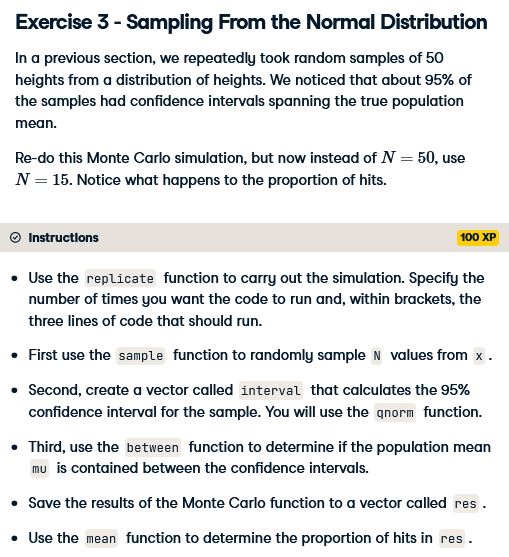 Exercise 3 - Sampling From the Normal Distribution
In a previous section, we repeatedly took random samples of 50
heights from a distribution of heights. We noticed that about 95% of
the samples had confidence intervals spanning the true population
mean.
Re-do this Monte Carlo simulation, but now instead of N = 50, use
N = 15. Notice what happens to the proportion of hits.
Instructions
100 XP
• Use the replicate function to carry out the simulation. Specify the
number of times you want the code to run and, within brackets, the
three lines of code that should run.
• First use the sample function to randomly sample N values from x .
• Second, create a vector called interval that calculates the 95%
confidence interval for the sample. You will use the qnorm function.
• Third, use the between function to determine if the population mean
mu is contained between the confidence intervals.
• Save the results of the Monte Carlo function to a vector called res .
• Use the mean function to determine the proportion of hits in res .